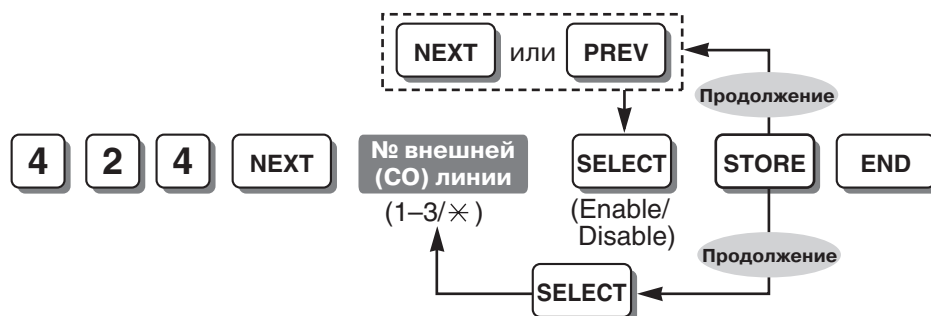 NEXT или PREV
Продолжение
4 2 4 NEXT № внешней (CO) линии SELECT STORE END
(1–3/✳)
(Enable/
Disable)
Продолжение
SELECT